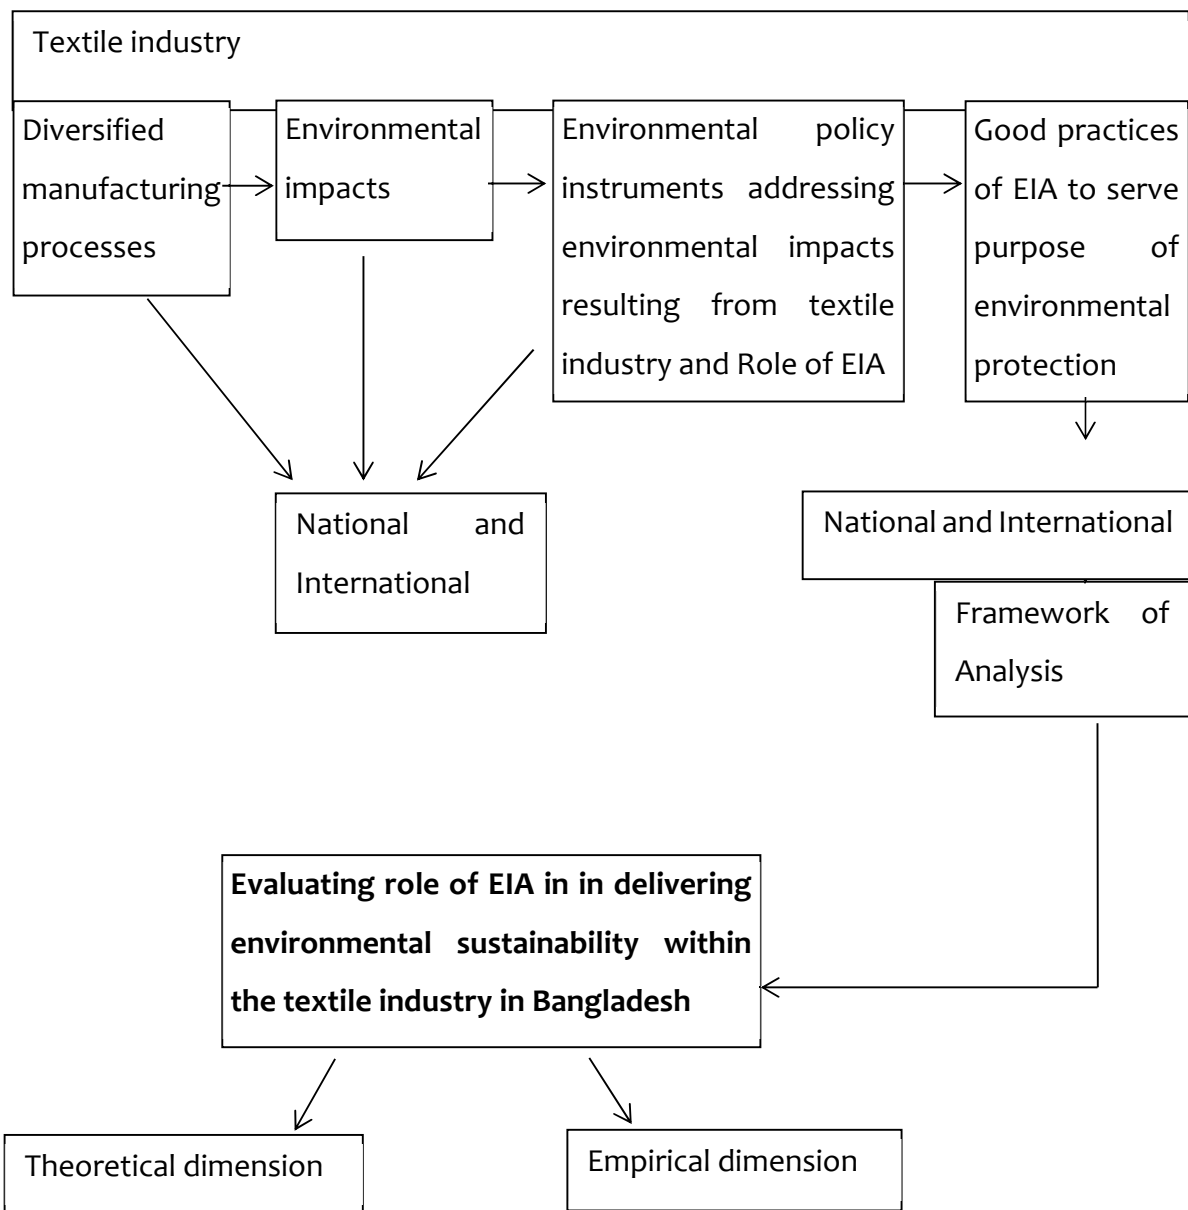 Textile industry
Diversified
manufacturing
processes
Environmental
impacts
Environmental policy
instruments addressing
environmental impacts
resulting from textile
industry and Role of EIA
Good practices
of EIA to serve
purpose of
environmental
protection
National and
International
National and International
Framework of
Analysis
Evaluating role of EIA in in delivering
environmental sustainability within
the textile industry in Bangladesh
Theoretical dimension
Empirical dimension